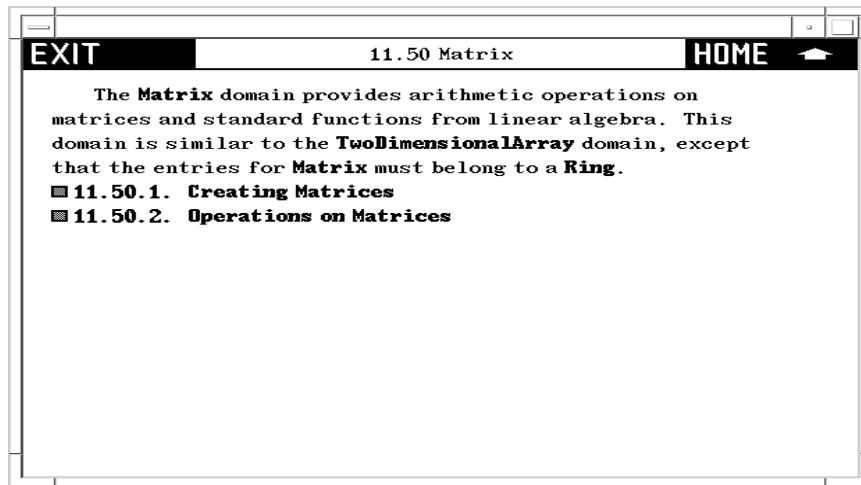 EXIT 11.50 Matrix HOME
The Matrix domain provides arithmetic operations on
matrices and standard functions from linear algebra. This
domain is similar to the TwoDimensionalArray domain, except
that the entries for Matrix must belong to a Ring.
11.50.1. Creating Matrices
11.50.2. Operations on Matrices